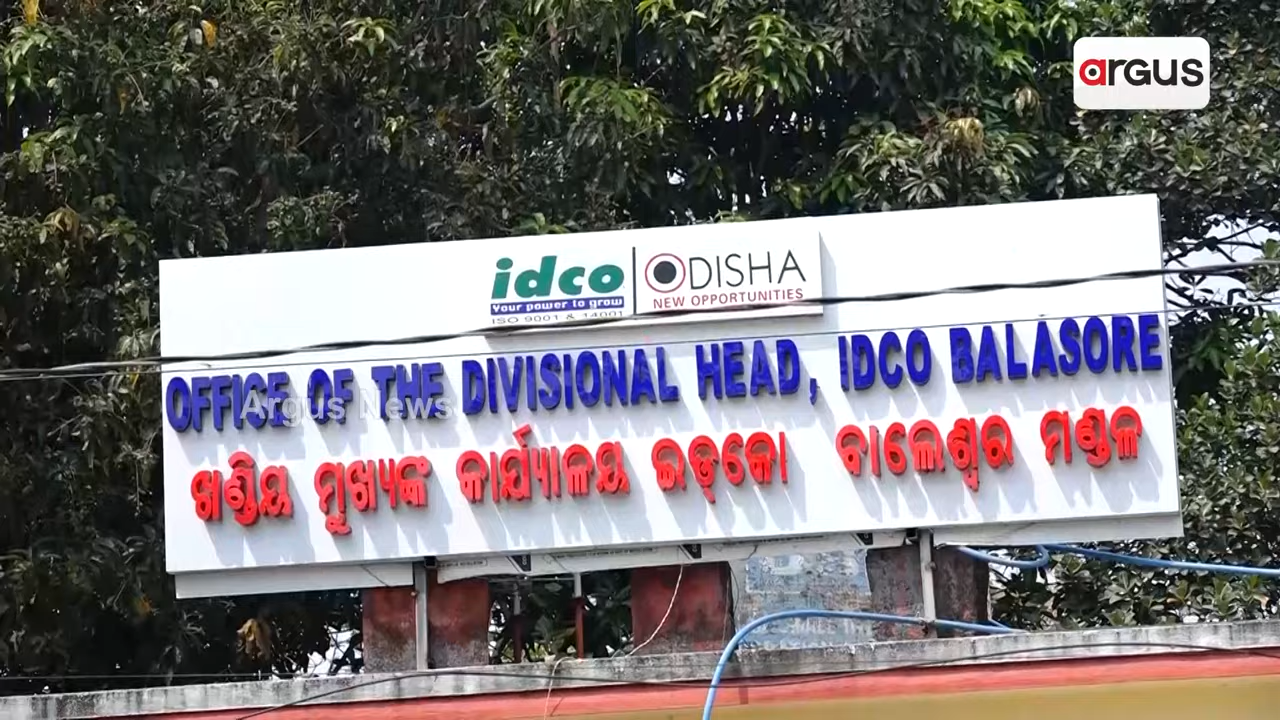 argus
idco
Your power to grow
ISO 9001 & 14001
ODISHA
NEW OPPORTUNITIES
OFFICE OF THE DIVISIONAL HEAD, IDCO BALASORE
Argus News
ଖଣ୍ଡିୟ ମୁଖ୍ୟଙ୍କ କାର୍ଯ୍ୟାଳୟ ଇଡ୍‌କୋ ବାଲେଶ୍ୱର ମଣ୍ଡଳ